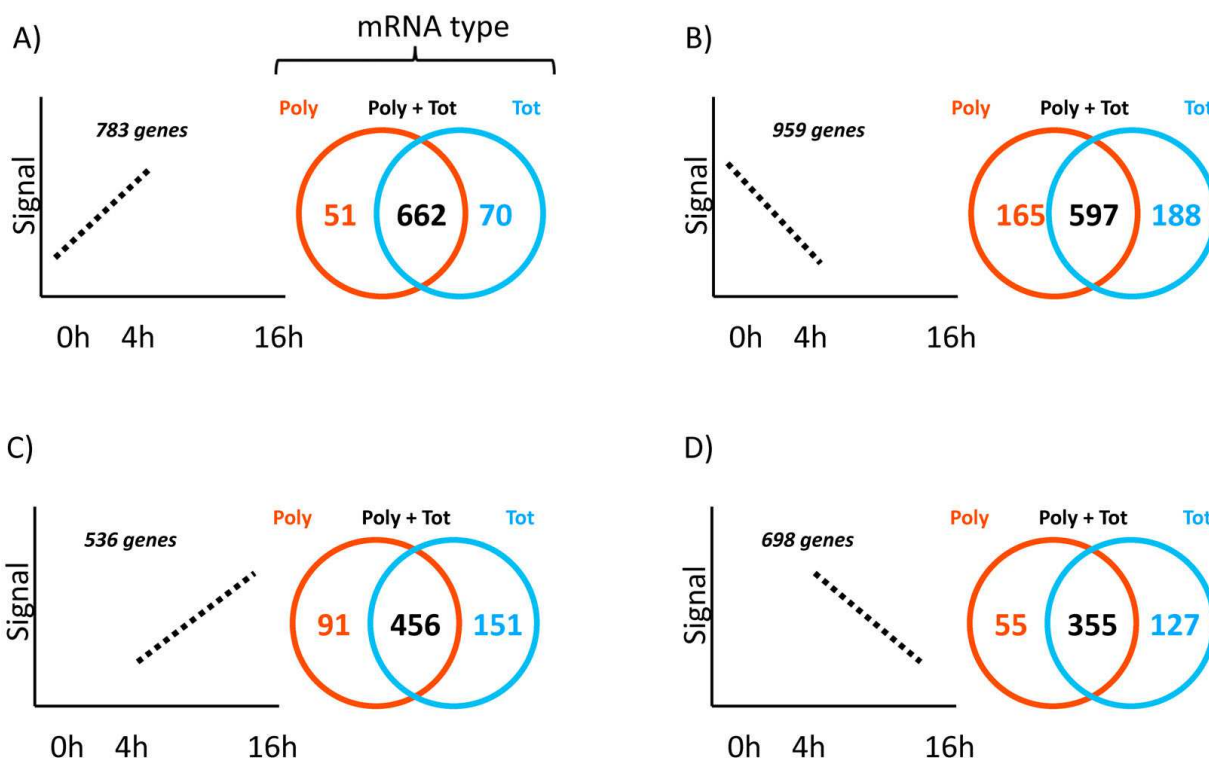 A)
mRNA type
Poly
Poly + Tot
Tot
783 genes
Signal
51
662
70
0h 4h 16h
B)
Poly
Poly + Tot
Tot
959 genes
Signal
165
597
188
0h 4h 16h
C)
Poly
Poly + Tot
Tot
536 genes
Signal
91
456
151
0h 4h 16h
D)
Poly
Poly + Tot
Tot
698 genes
Signal
55
355
127
0h 4h 16h